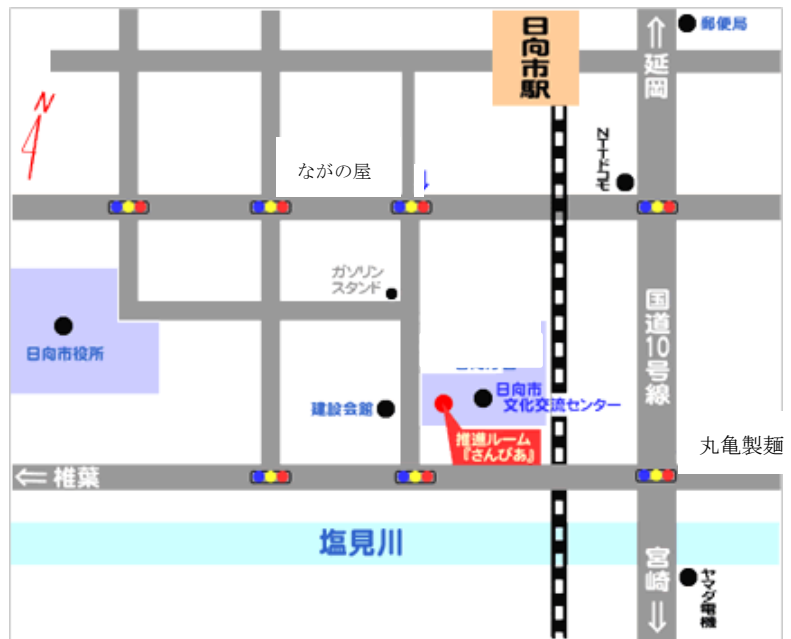 日向市駅
延岡
郵便局
N
NTTドコモ
ながの屋
ガソリン
スタンド
国道10号線
日向市役所
日向市
文化交流センター
建設会館
推進ルーム
『さんぴあ』
丸亀製麺
椎葉
塩見川
宮崎
ヤマダ電機